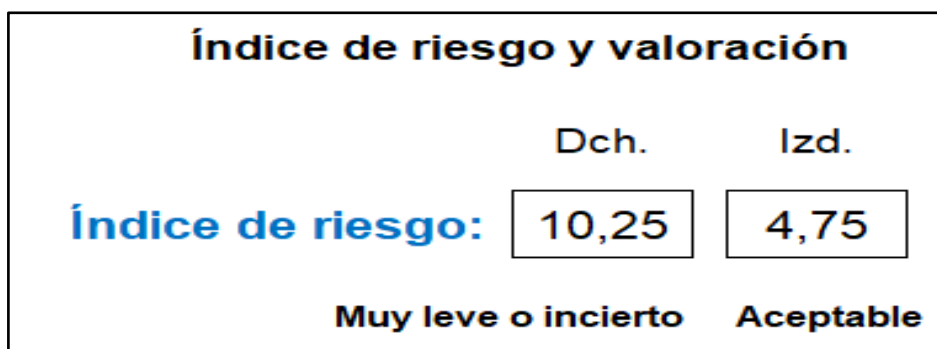 Índice de riesgo y valoración
Dch. Izd.
Índice de riesgo: 10,25 4,75
Muy leve o incierto Aceptable